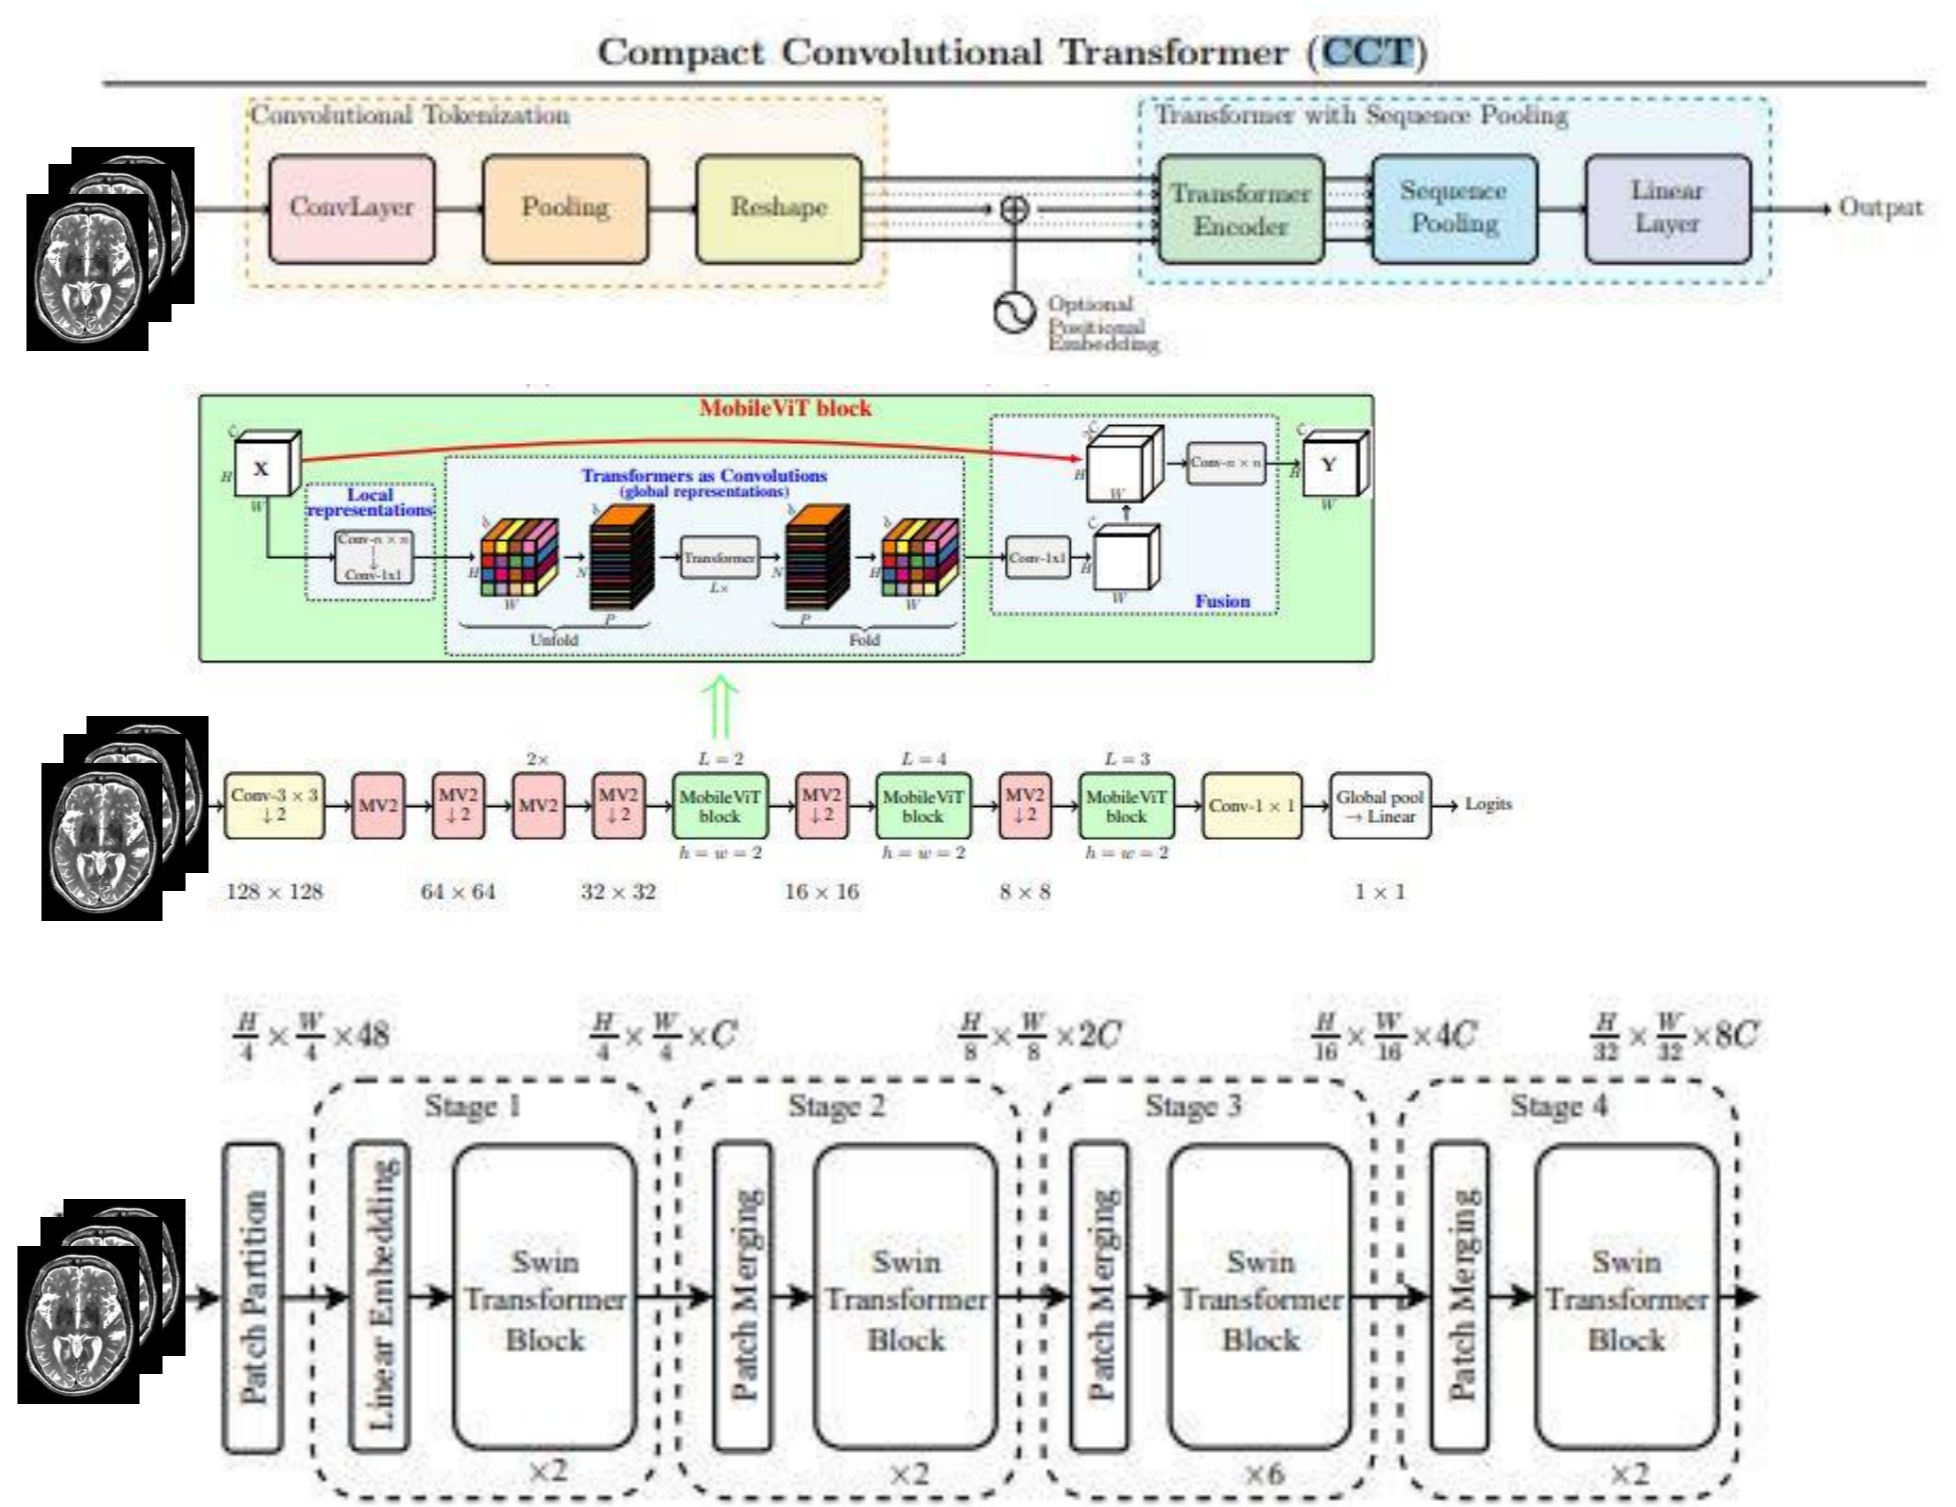 Compact Convolutional Transformer (CCT)
Convolutional Tokenization
ConvLayer
Pooling
Reshape
Optional
Positional
Embedding
Transformer with Sequence Pooling
Transformer
Encoder
Sequence
Pooling
Linear
Layer
Output
MobileViT block
C
H
X
W
Local
representations
Conv-n × n
↓
Conv-1x1
Transformers as Convolutions
(global representations)
d
H
W
d
N
P
Unfold
Transformer
L×
d
N
P
d
H
W
Fold
Conv-1x1
C
H
W
H
W
Conv-n × n
Fusion
C
H
Y
W
Conv-3 × 3
↓2
MV2
MV2
↓2
2×
MV2
MV2
↓2
L = 2
MobileViT
block
h = w = 2
MV2
↓2
L = 4
MobileViT
block
h = w = 2
MV2
↓2
L = 3
MobileViT
block
h = w = 2
Conv-1 × 1
Global pool
→ Linear
Logits
128 × 128
64 × 64
32 × 32
16 × 16
8 × 8
1 × 1
H/4 × W/4 × 48
H/4 × W/4 × C
H/8 × W/8 × 2C
H/16 × W/16 × 4C
H/32 × W/32 × 8C
Patch Partition
Stage 1
Linear Embedding
Swin
Transformer
Block
×2
Stage 2
Patch Merging
Swin
Transformer
Block
×2
Stage 3
Patch Merging
Swin
Transformer
Block
×6
Stage 4
Patch Merging
Swin
Transformer
Block
×2